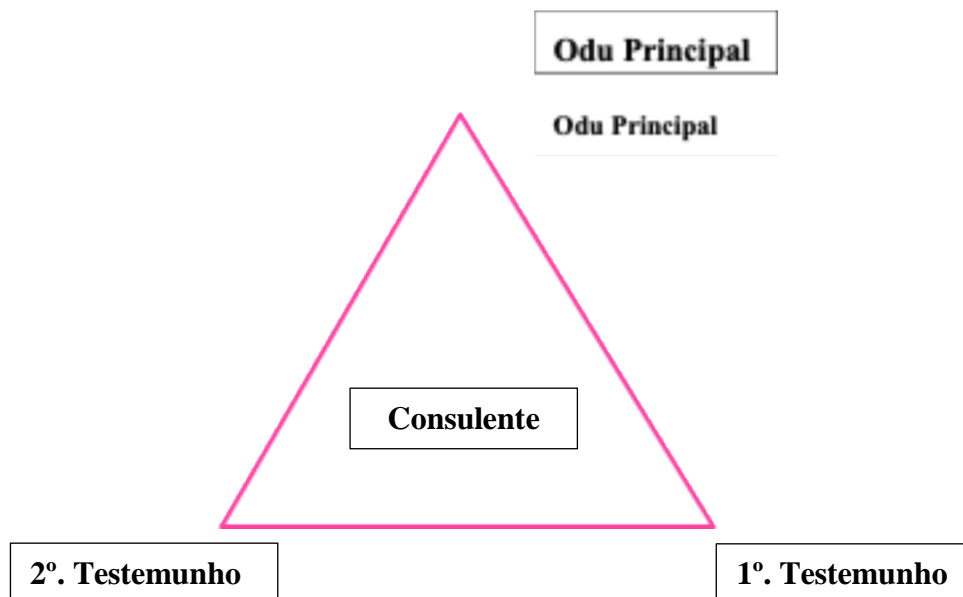 Odu Principal
Odu Principal
Consulente
2º. Testemunho
1º. Testemunho